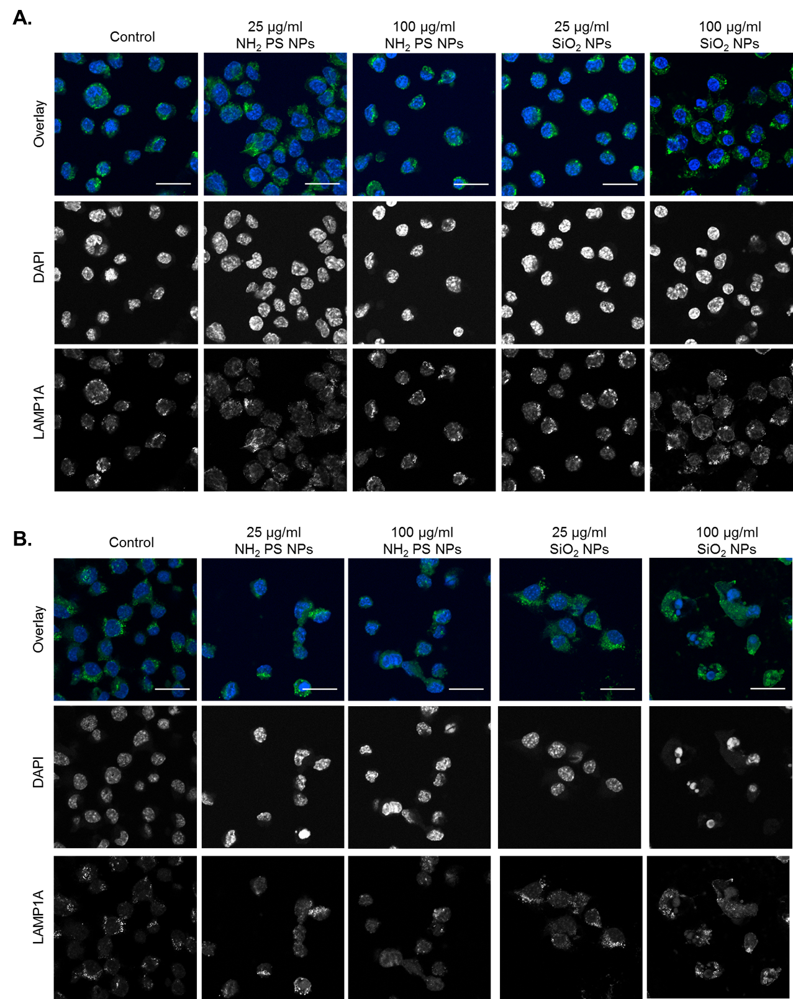 A.
Control
25 µg/ml
NH₂ PS NPs
100 µg/ml
NH₂ PS NPs
25 µg/ml
SiO₂ NPs
100 µg/ml
SiO₂ NPs
Overlay
DAPI
LAMP1A
B.
Control
25 µg/ml
NH₂ PS NPs
100 µg/ml
NH₂ PS NPs
25 µg/ml
SiO₂ NPs
100 µg/ml
SiO₂ NPs
Overlay
DAPI
LAMP1A